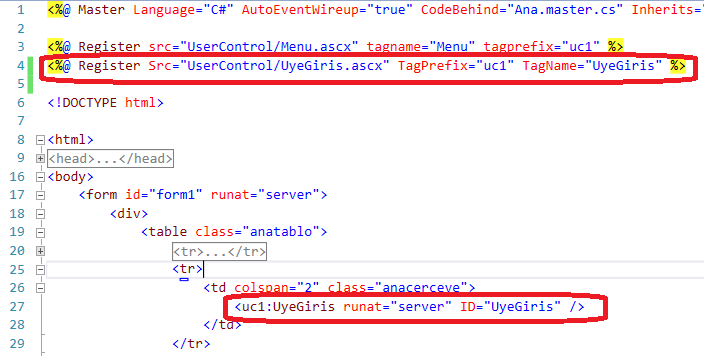 1 <%@ Master Language="C#" AutoEventWireup="true" CodeBehind="Ana.master.cs" Inherits="
2
3 <%@ Register src="UserControl/Menu.ascx" tagname="Menu" tagprefix="uc1" %>
4 <%@ Register Src="UserControl/UyeGiris.ascx" TagPrefix="uc1" TagName="UyeGiris" %>
5
6 <!DOCTYPE html>
7
8 <html>
9 <head>...</head>
16 <body>
17 <form id="form1" runat="server">
18 <div>
19 <table class="anatablo">
20 <tr>...</tr>
25 <tr>
26 <td colspan="2" class="anacerceve">
27 <uc1:UyeGiris runat="server" ID="UyeGiris" />
28 </td>
29 </tr>